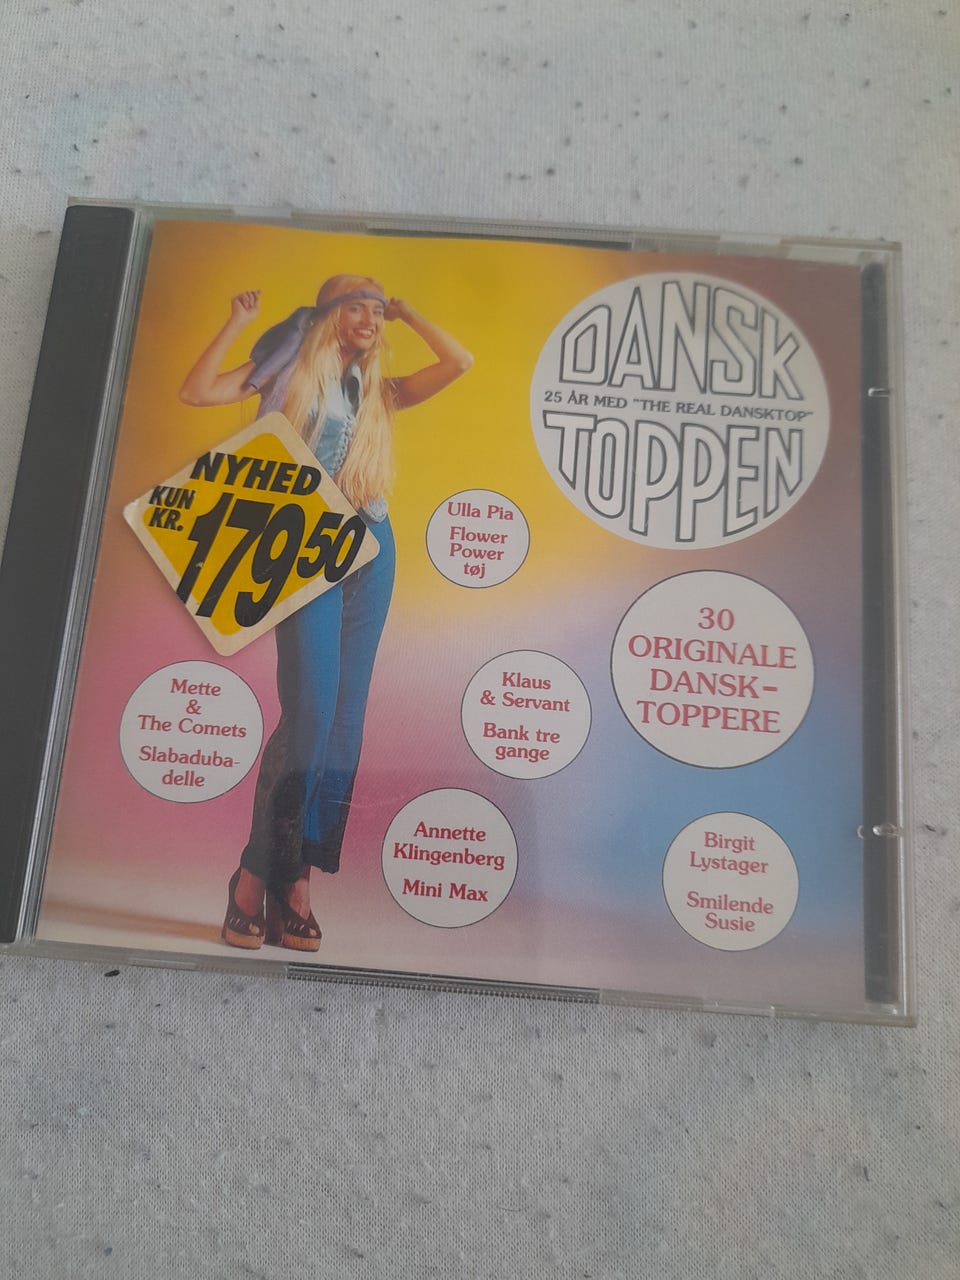 DANSK
25 ÅR MED "THE REAL DANSKTOP"
TOPPEN
NYHED
KUN
KR.
179 50
Ulla Pia
Flower
Power
tøj
30
ORIGINALE
DANSK-
TOPPERE
Mette
&
The Comets
Slabaduba-
delle
Klaus
& Servant
Bank tre
gange
Annette
Klingenberg
Mini Max
Birgit
Lystager
Smilende
Susie